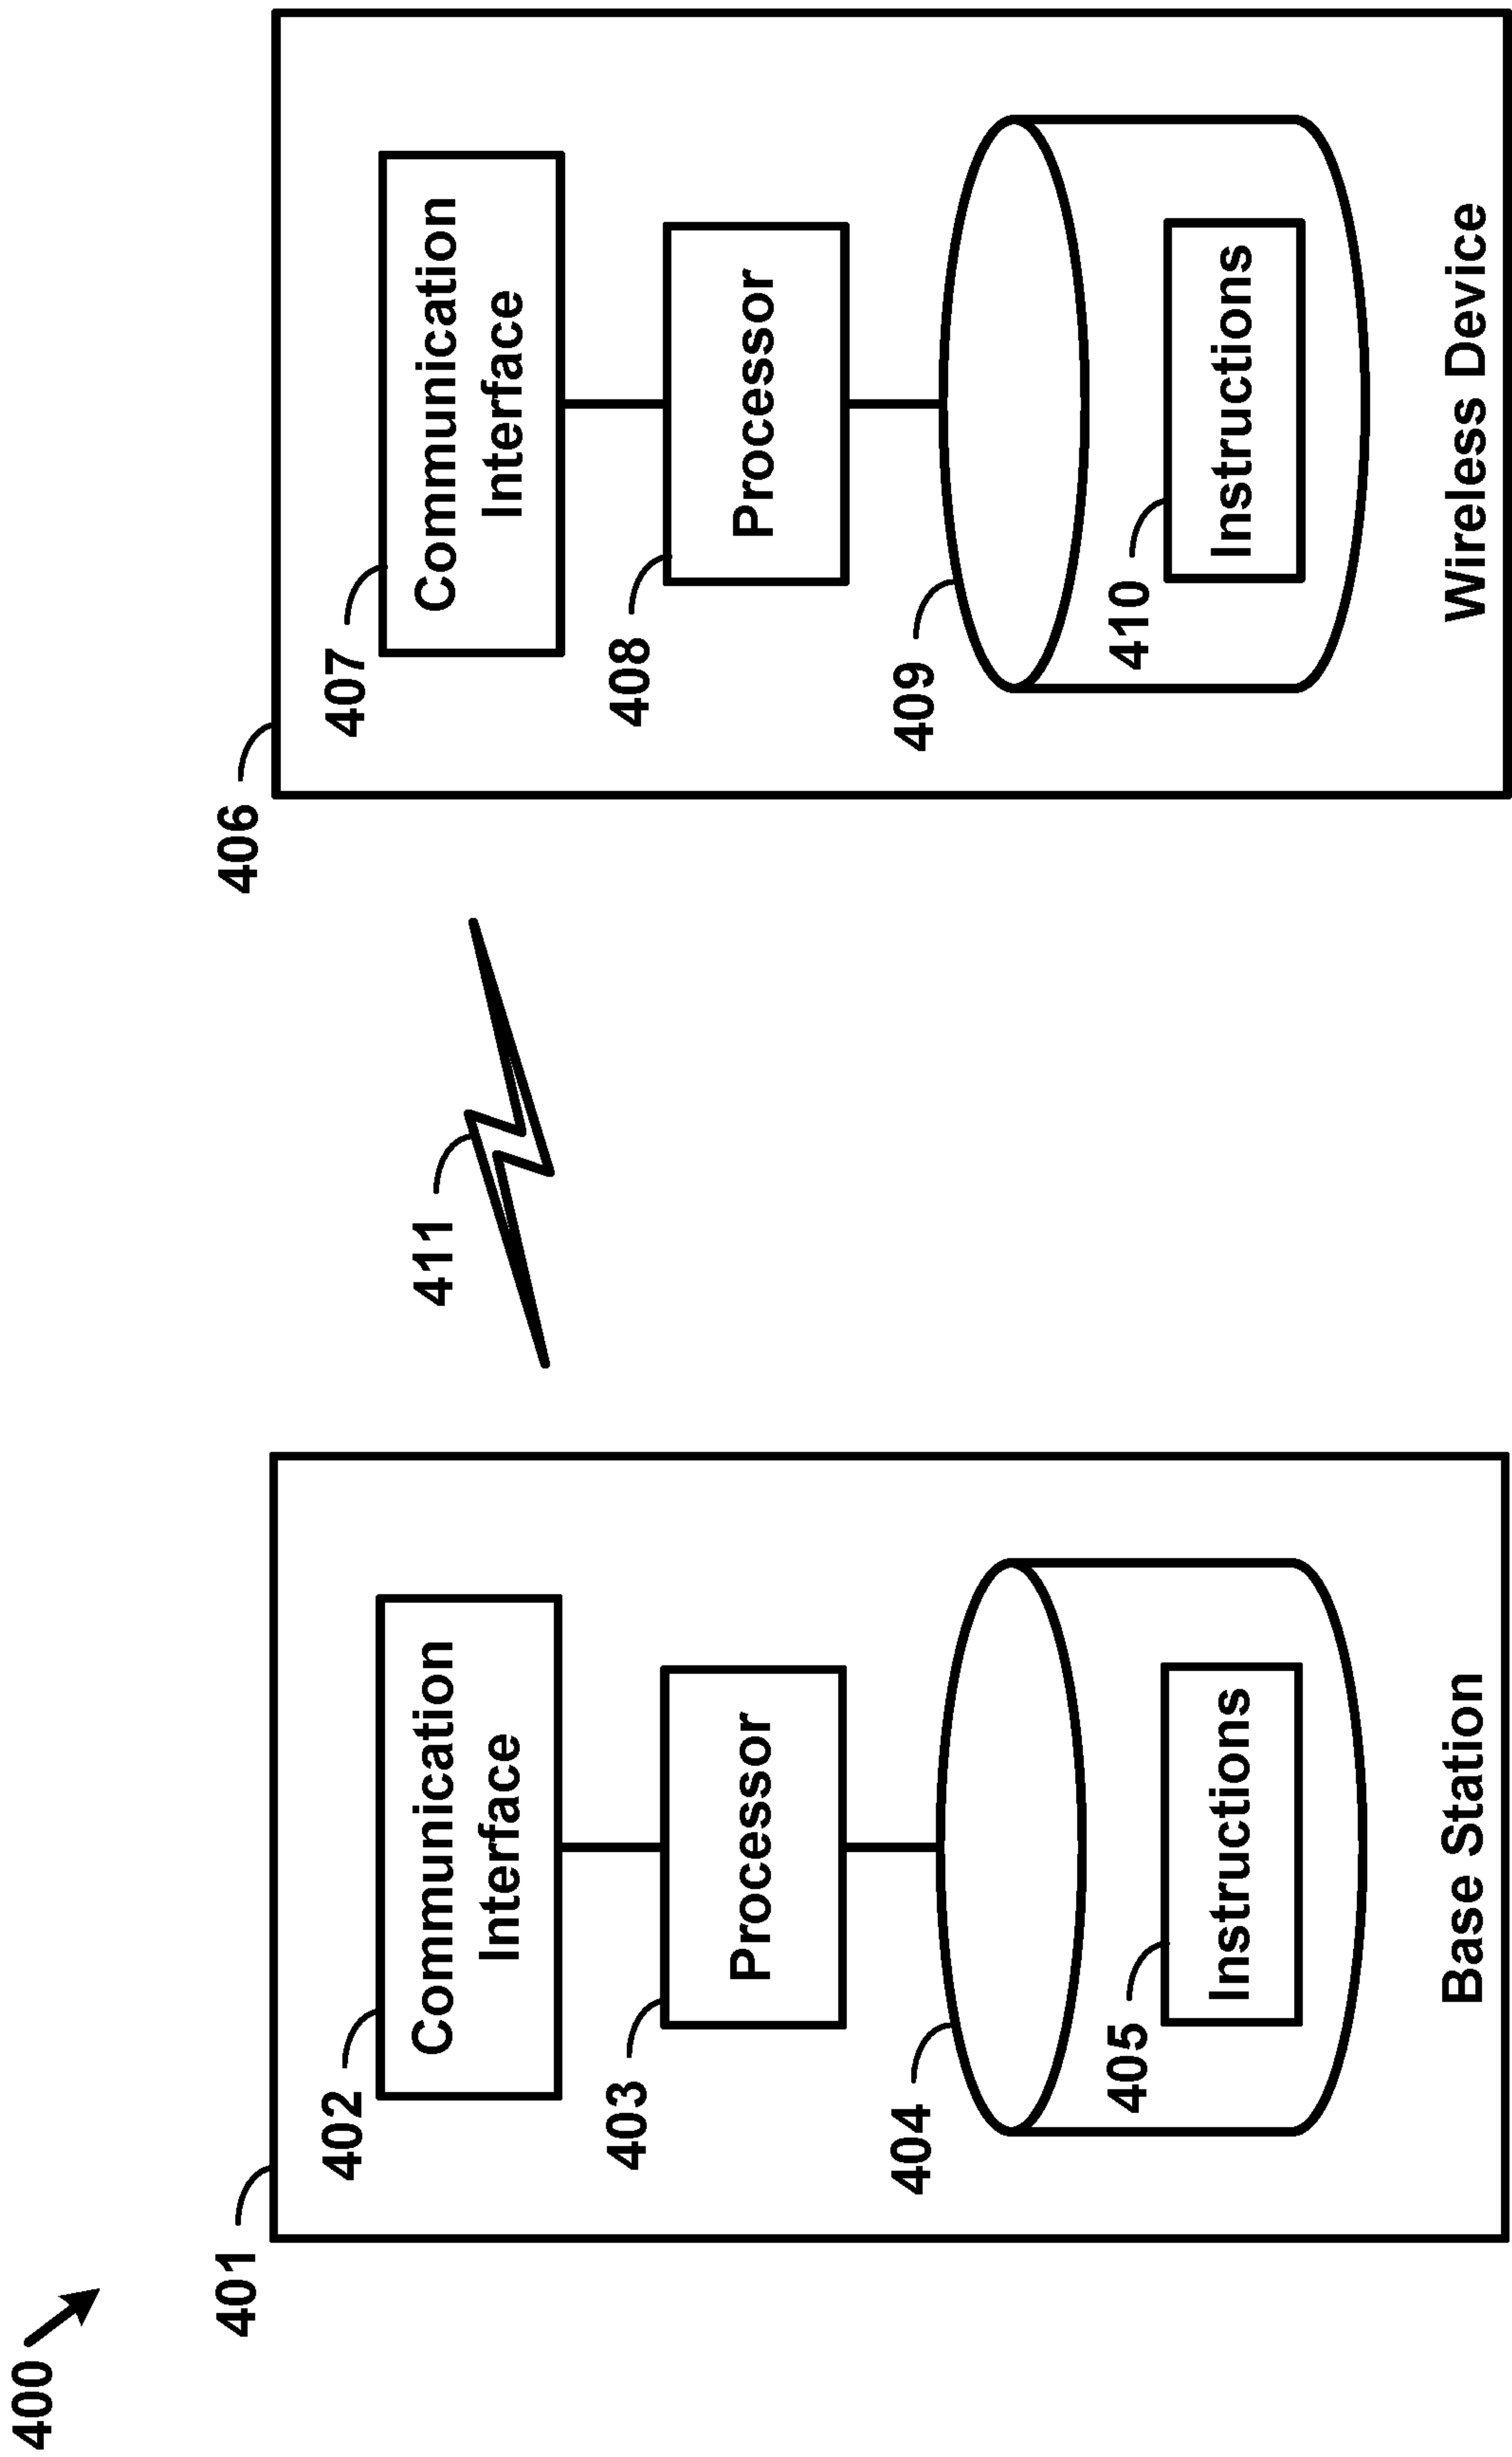 400
401
402
Communication
Interface
403
Processor
404
405
Instructions
Base Station
411
406
407
Communication
Interface
408
Processor
409
410
Instructions
Wireless Device